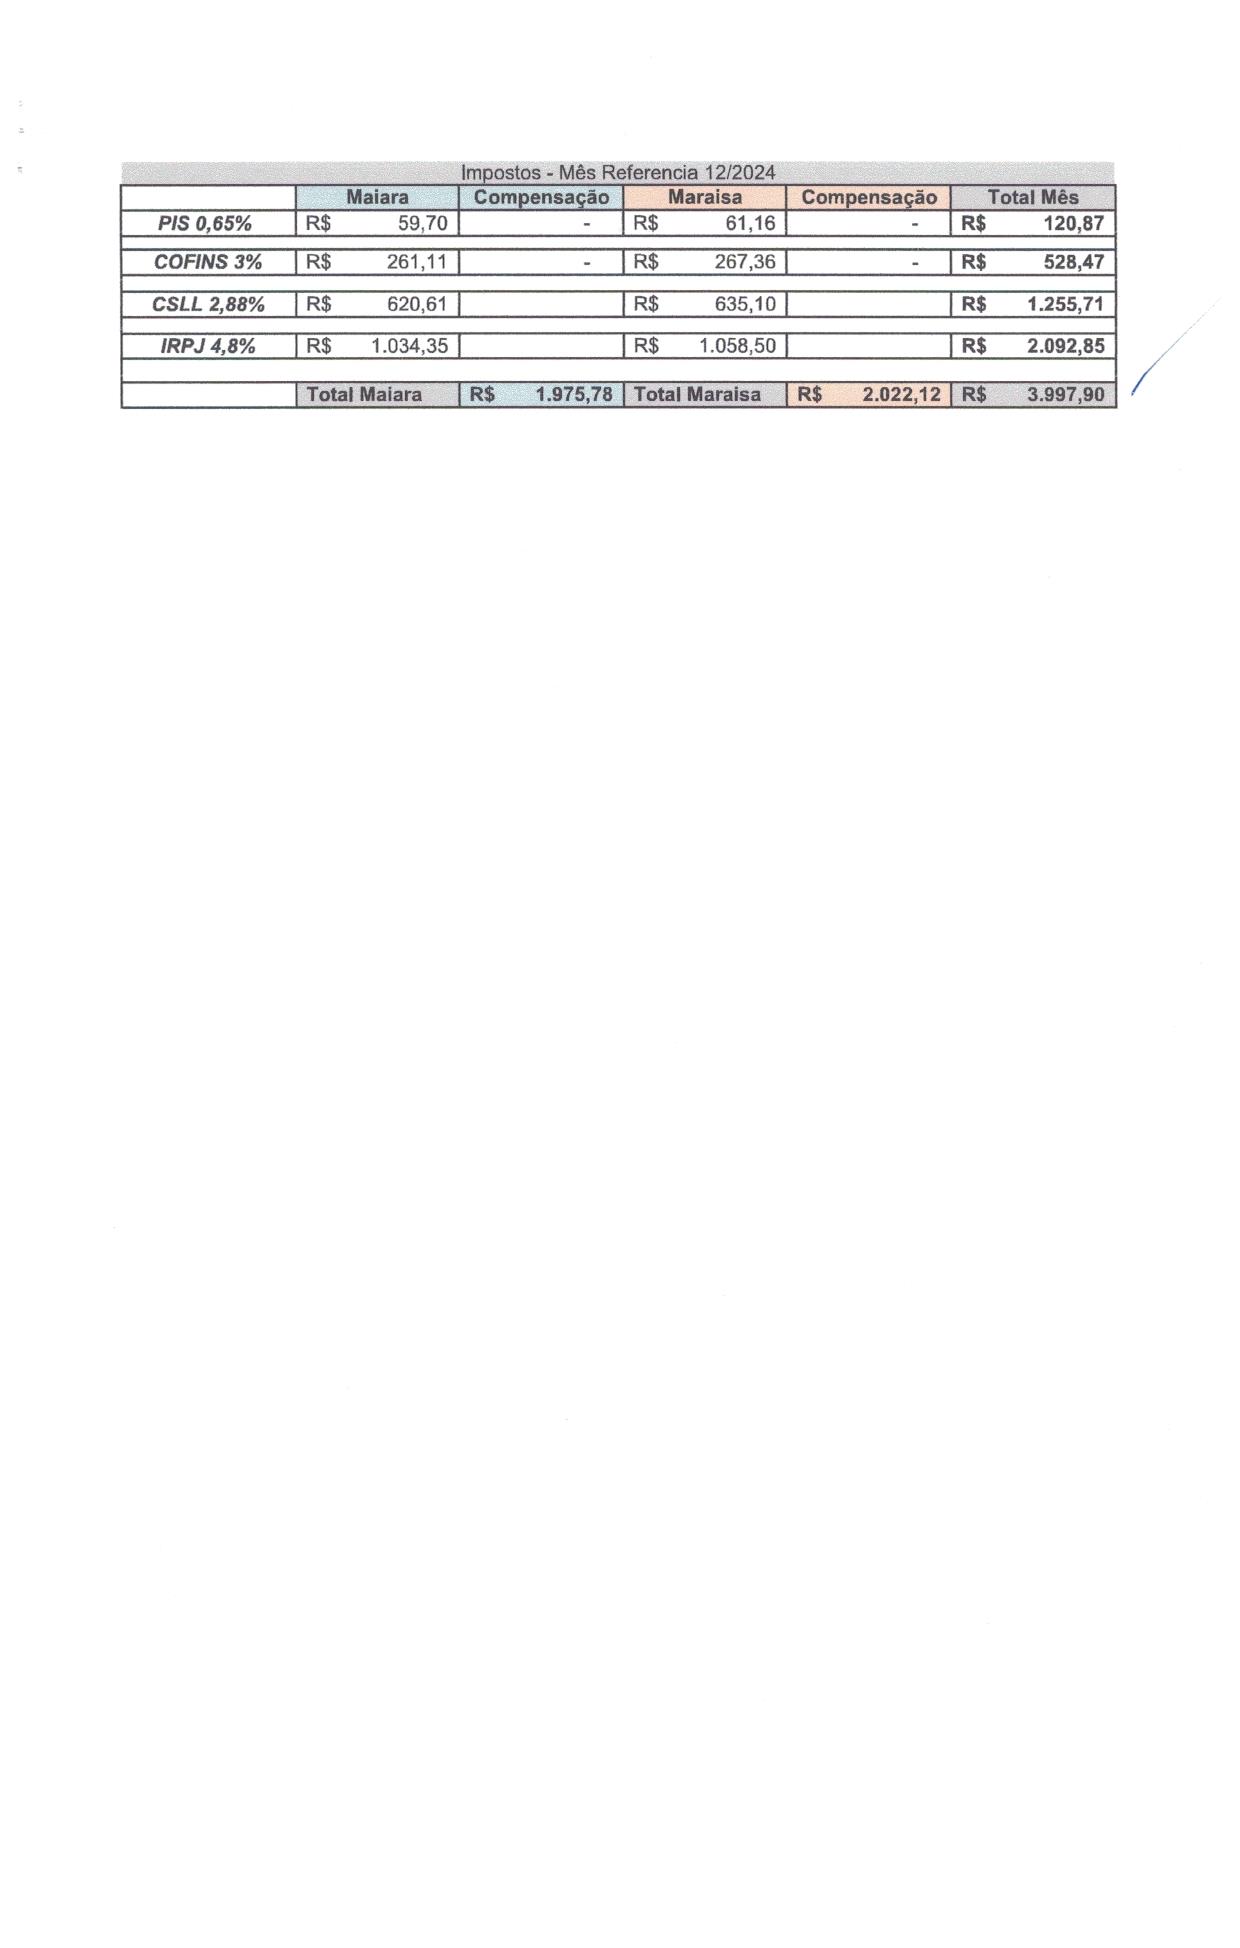 Impostos - Mês Referencia 12/2024
Maiara Compensação Maraisa Compensação Total Mês
PIS 0,65% R$ 59,70 - R$ 61,16 - R$ 120,87
COFINS 3% R$ 261,11 - R$ 267,36 - R$ 528,47
CSLL 2,88% R$ 620,61 R$ 635,10 R$ 1.255,71
IRPJ 4,8% R$ 1.034,35 R$ 1.058,50 R$ 2.092,85
Total Maiara R$ 1.975,78 Total Maraisa R$ 2.022,12 R$ 3.997,90